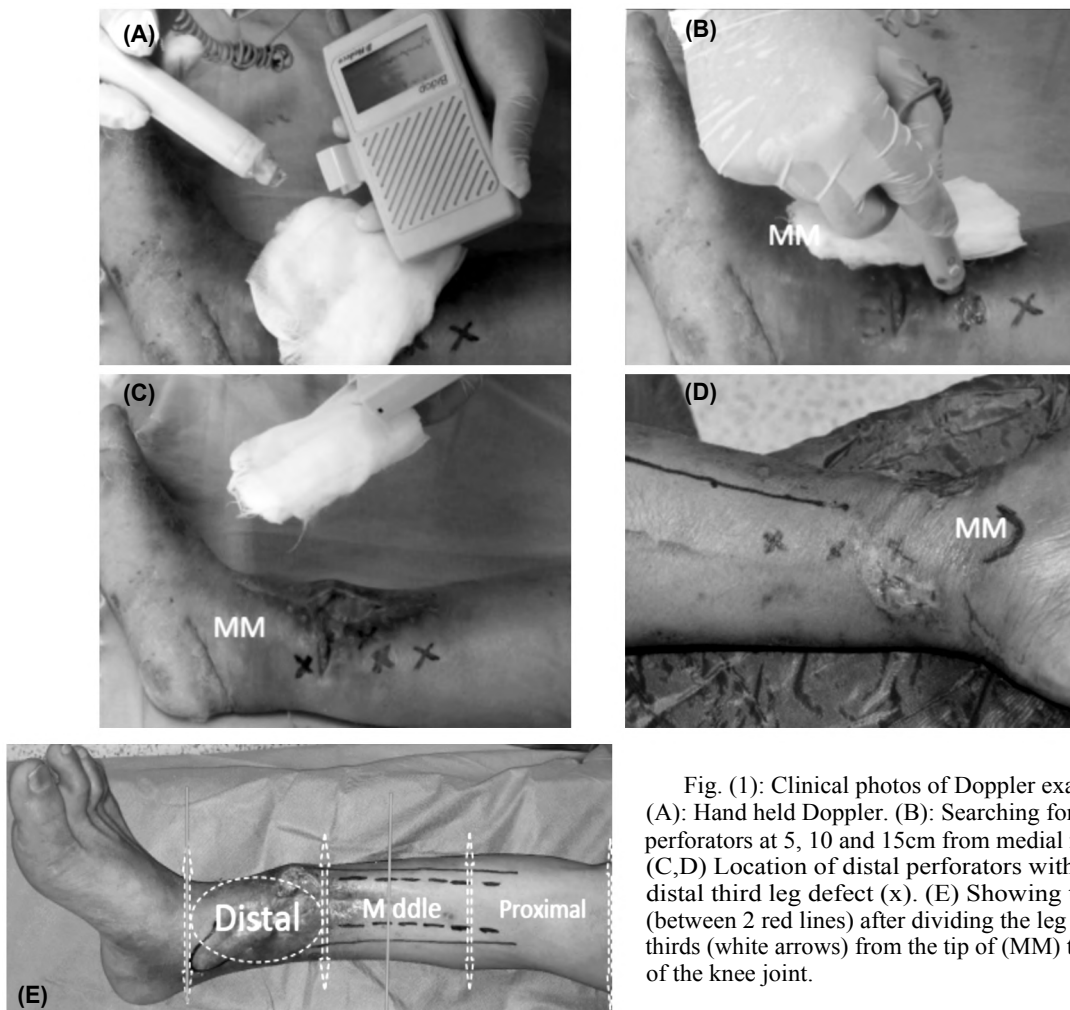 (A)
(B)
MM
(C)
MM
(D)
MM
Distal
M ddle
Proximal
(E)
Fig. (1): Clinical photos of Doppler exa
(A): Hand held Doppler. (B): Searching for
perforators at 5, 10 and 15cm from medial
(C,D) Location of distal perforators with
distal third leg defect (x). (E) Showing
(between 2 red lines) after dividing the leg
thirds (white arrows) from the tip of (MM) t
of the knee joint.